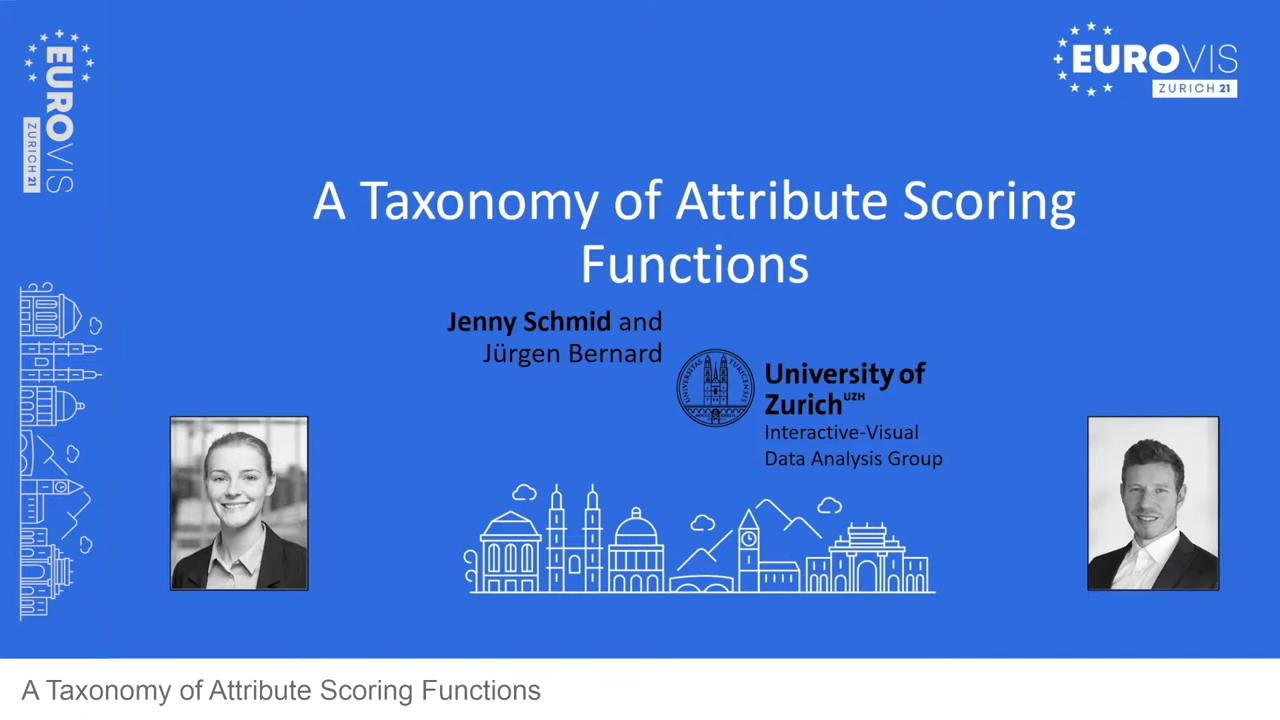 EUROVIS
ZURICH 21
EUROVIS
ZURICH 21
A Taxonomy of Attribute Scoring
Functions
Jenny Schmid and
Jürgen Bernard
University of
Zurich UZH
Interactive-Visual
Data Analysis Group
A Taxonomy of Attribute Scoring Functions